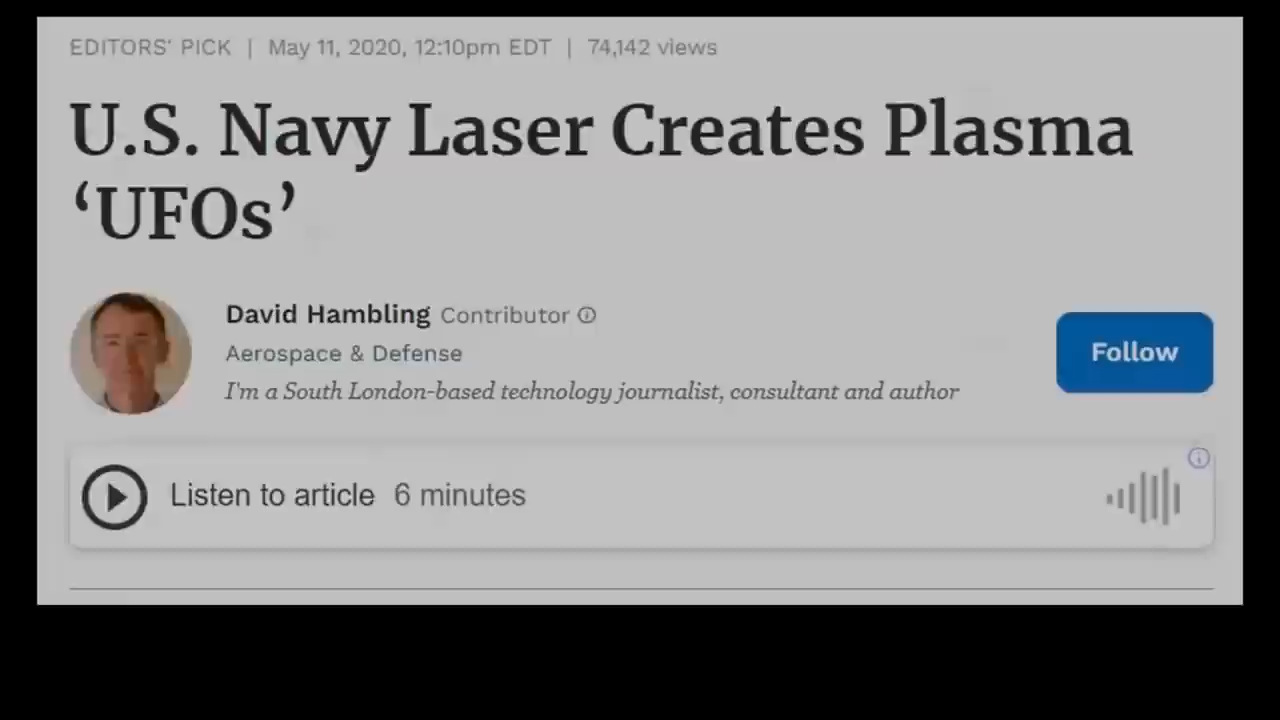 EDITORS' PICK | May 11, 2020, 12:10pm EDT | 74,142 views
U.S. Navy Laser Creates Plasma
‘UFOs’
David Hambling Contributor
Aerospace & Defense
I'm a South London-based technology journalist, consultant and author
Follow
Listen to article 6 minutes